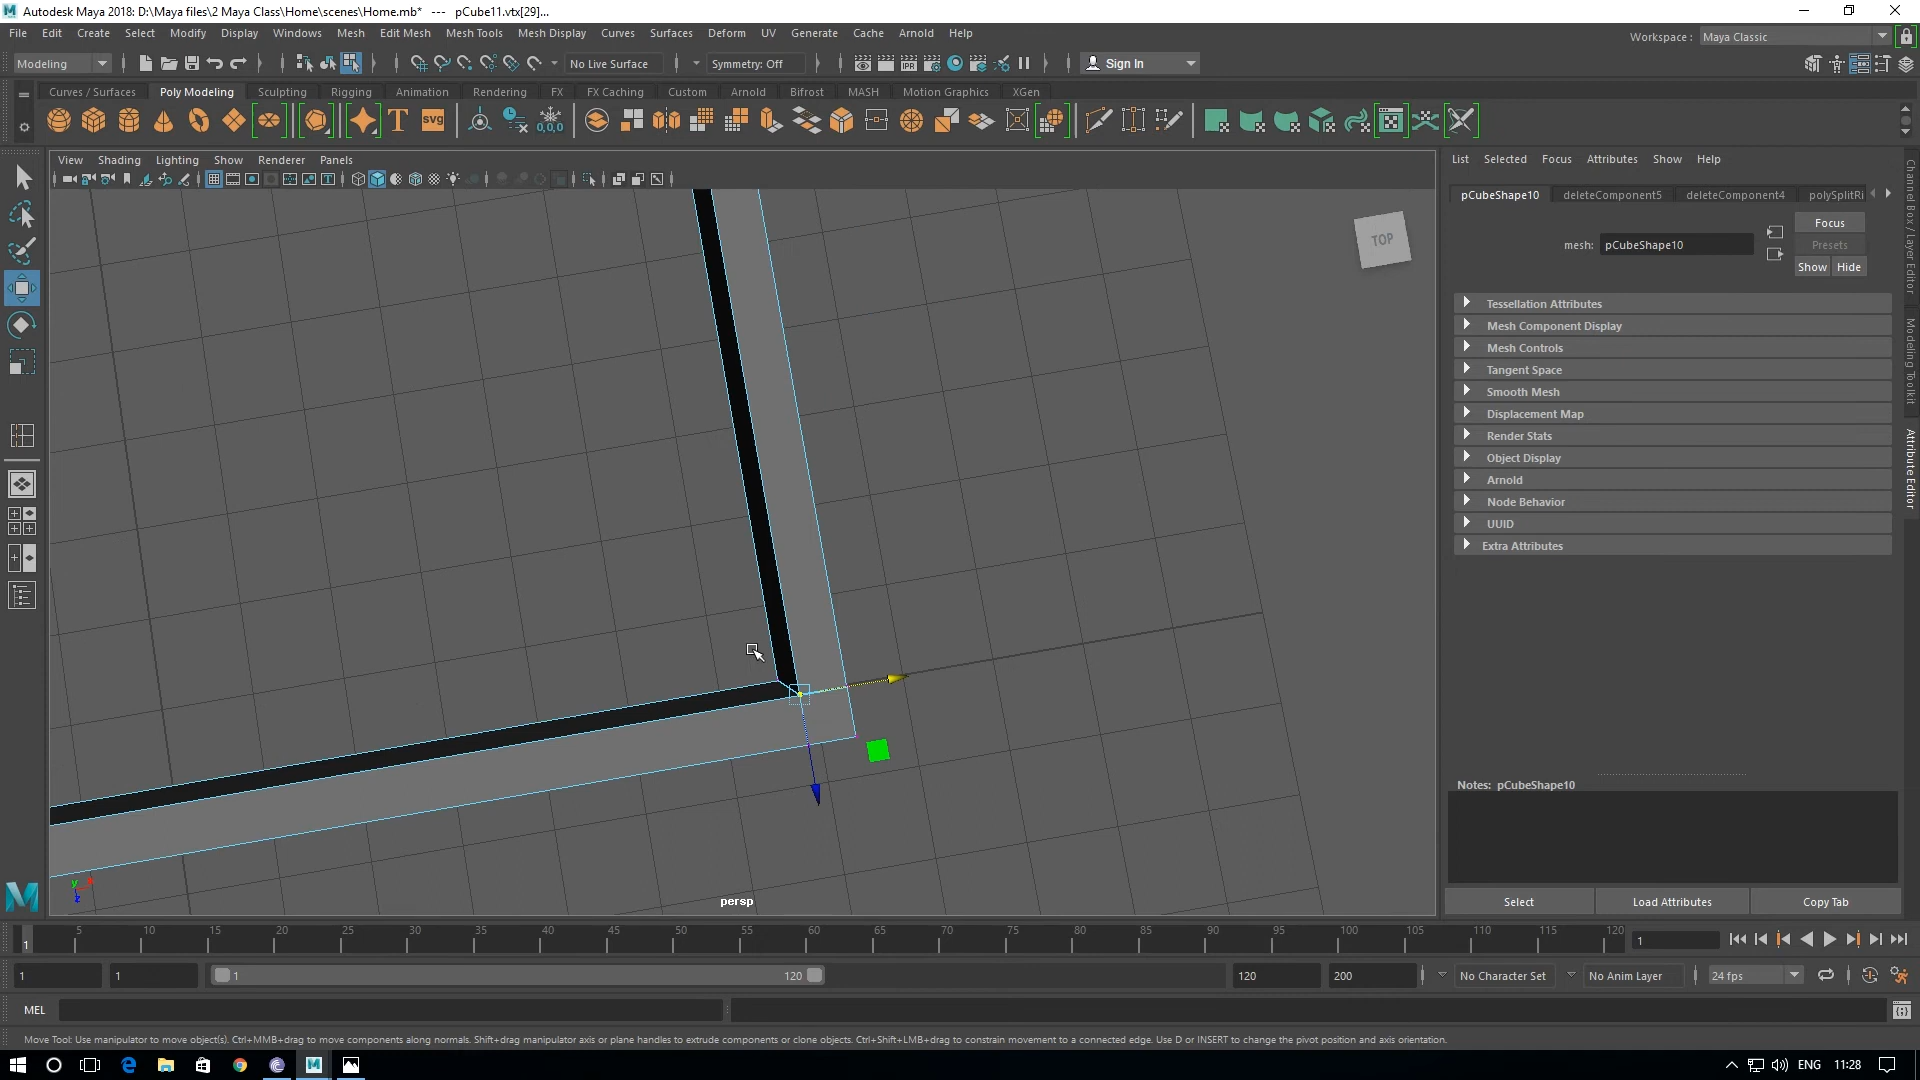 Autodesk Maya 2018: D:\Maya files\2 Maya Class\Home\scenes\Home.mb* --- pCube11.vtx[29]...
File Edit Create Select Modify Display Windows Mesh Edit Mesh Mesh Tools Mesh Display Curves Surfaces Deform UV Generate Cache Arnold Help
Workspace : Maya Classic
Modeling
No Live Surface
Symmetry: Off
IPR
Sign In
Curves / Surfaces Poly Modeling Sculpting Rigging Animation Rendering FX FX Caching Custom Arnold Bifrost MASH Motion Graphics XGen
T
SVG
0,0,0
View Shading Lighting Show Renderer Panels
TOP
persp
y
z
List Selected Focus Attributes Show Help
pCubeShape10 deleteComponent5 deleteComponent4 polySplitRi
Focus
mesh: pCubeShape10
Presets
Show Hide
Tessellation Attributes
Mesh Component Display
Mesh Controls
Tangent Space
Smooth Mesh
Displacement Map
Render Stats
Object Display
Arnold
Node Behavior
UUID
Extra Attributes
Notes: pCubeShape10
Select Load Attributes Copy Tab
Channel Box / Layer Editor
Modeling Toolkit
Attribute Editor
1 5 10 15 20 25 30 35 40 45 50 55 60 65 70 75 80 85 90 95 100 105 110 115 120
1
1 1 1 120 120 200 No Character Set No Anim Layer 24 fps
MEL
Move Tool: Use manipulator to move object(s). Ctrl+MMB+drag to move components along normals. Shift+drag manipulator axis or plane handles to extrude components or clone objects. Ctrl+Shift+LMB+drag to constrain movement to a connected edge. Use D or INSERT to change the pivot position and axis orientation.
ENG 11:28